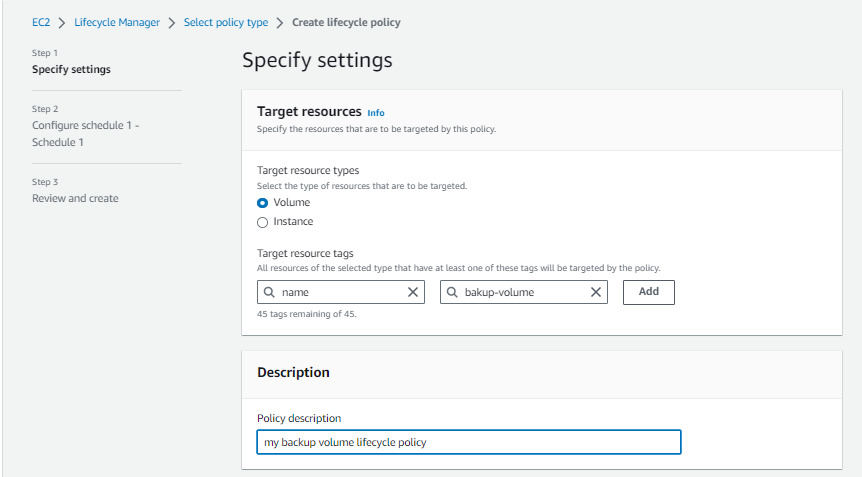 EC2 > Lifecycle Manager > Select policy type > Create lifecycle policy
Step 1
Specify settings
Step 2
Configure schedule 1 -
Schedule 1
Step 3
Review and create
Specify settings
Target resources Info
Specify the resources that are to be targeted by this policy.
Target resource types
Select the type of resources that are to be targeted.
Volume
Instance
Target resource tags
All resources of the selected type that have at least one of these tags will be targeted by the policy.
name bakup-volume Add
45 tags remaining of 45.
Description
Policy description
my backup volume lifecycle policy